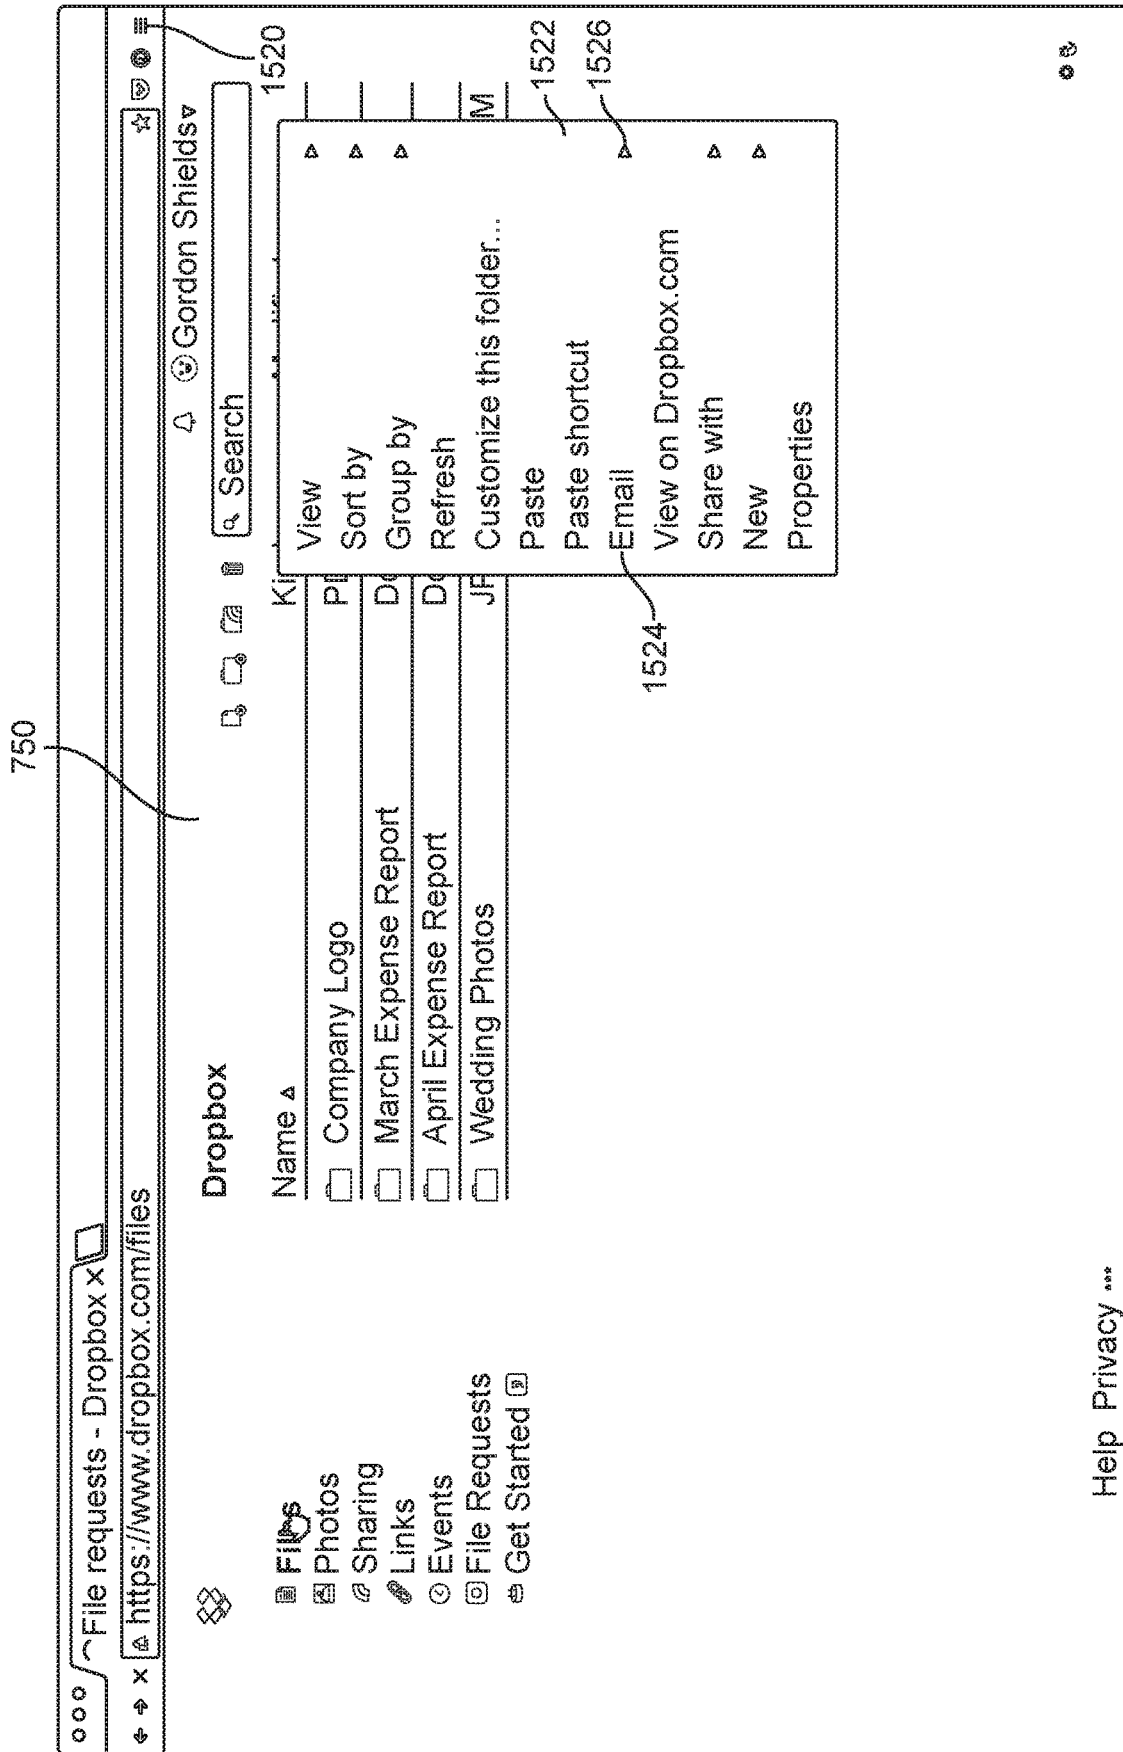 750
File requests - Dropbox X
https://www.dropbox.com/files
1520
Gordon Shields
Dropbox
Search
Files
Photos
Sharing
Links
Events
File Requests
Get Started
Name
Ki
Company Logo
March Expense Report
April Expense Report
Wedding Photos
M
View
Sort by
Group by
Refresh
Customize this folder...
Paste
Paste shortcut
Email
View on Dropbox.com
Share with
New
Properties
1522
1526
1524
Help Privacy •••